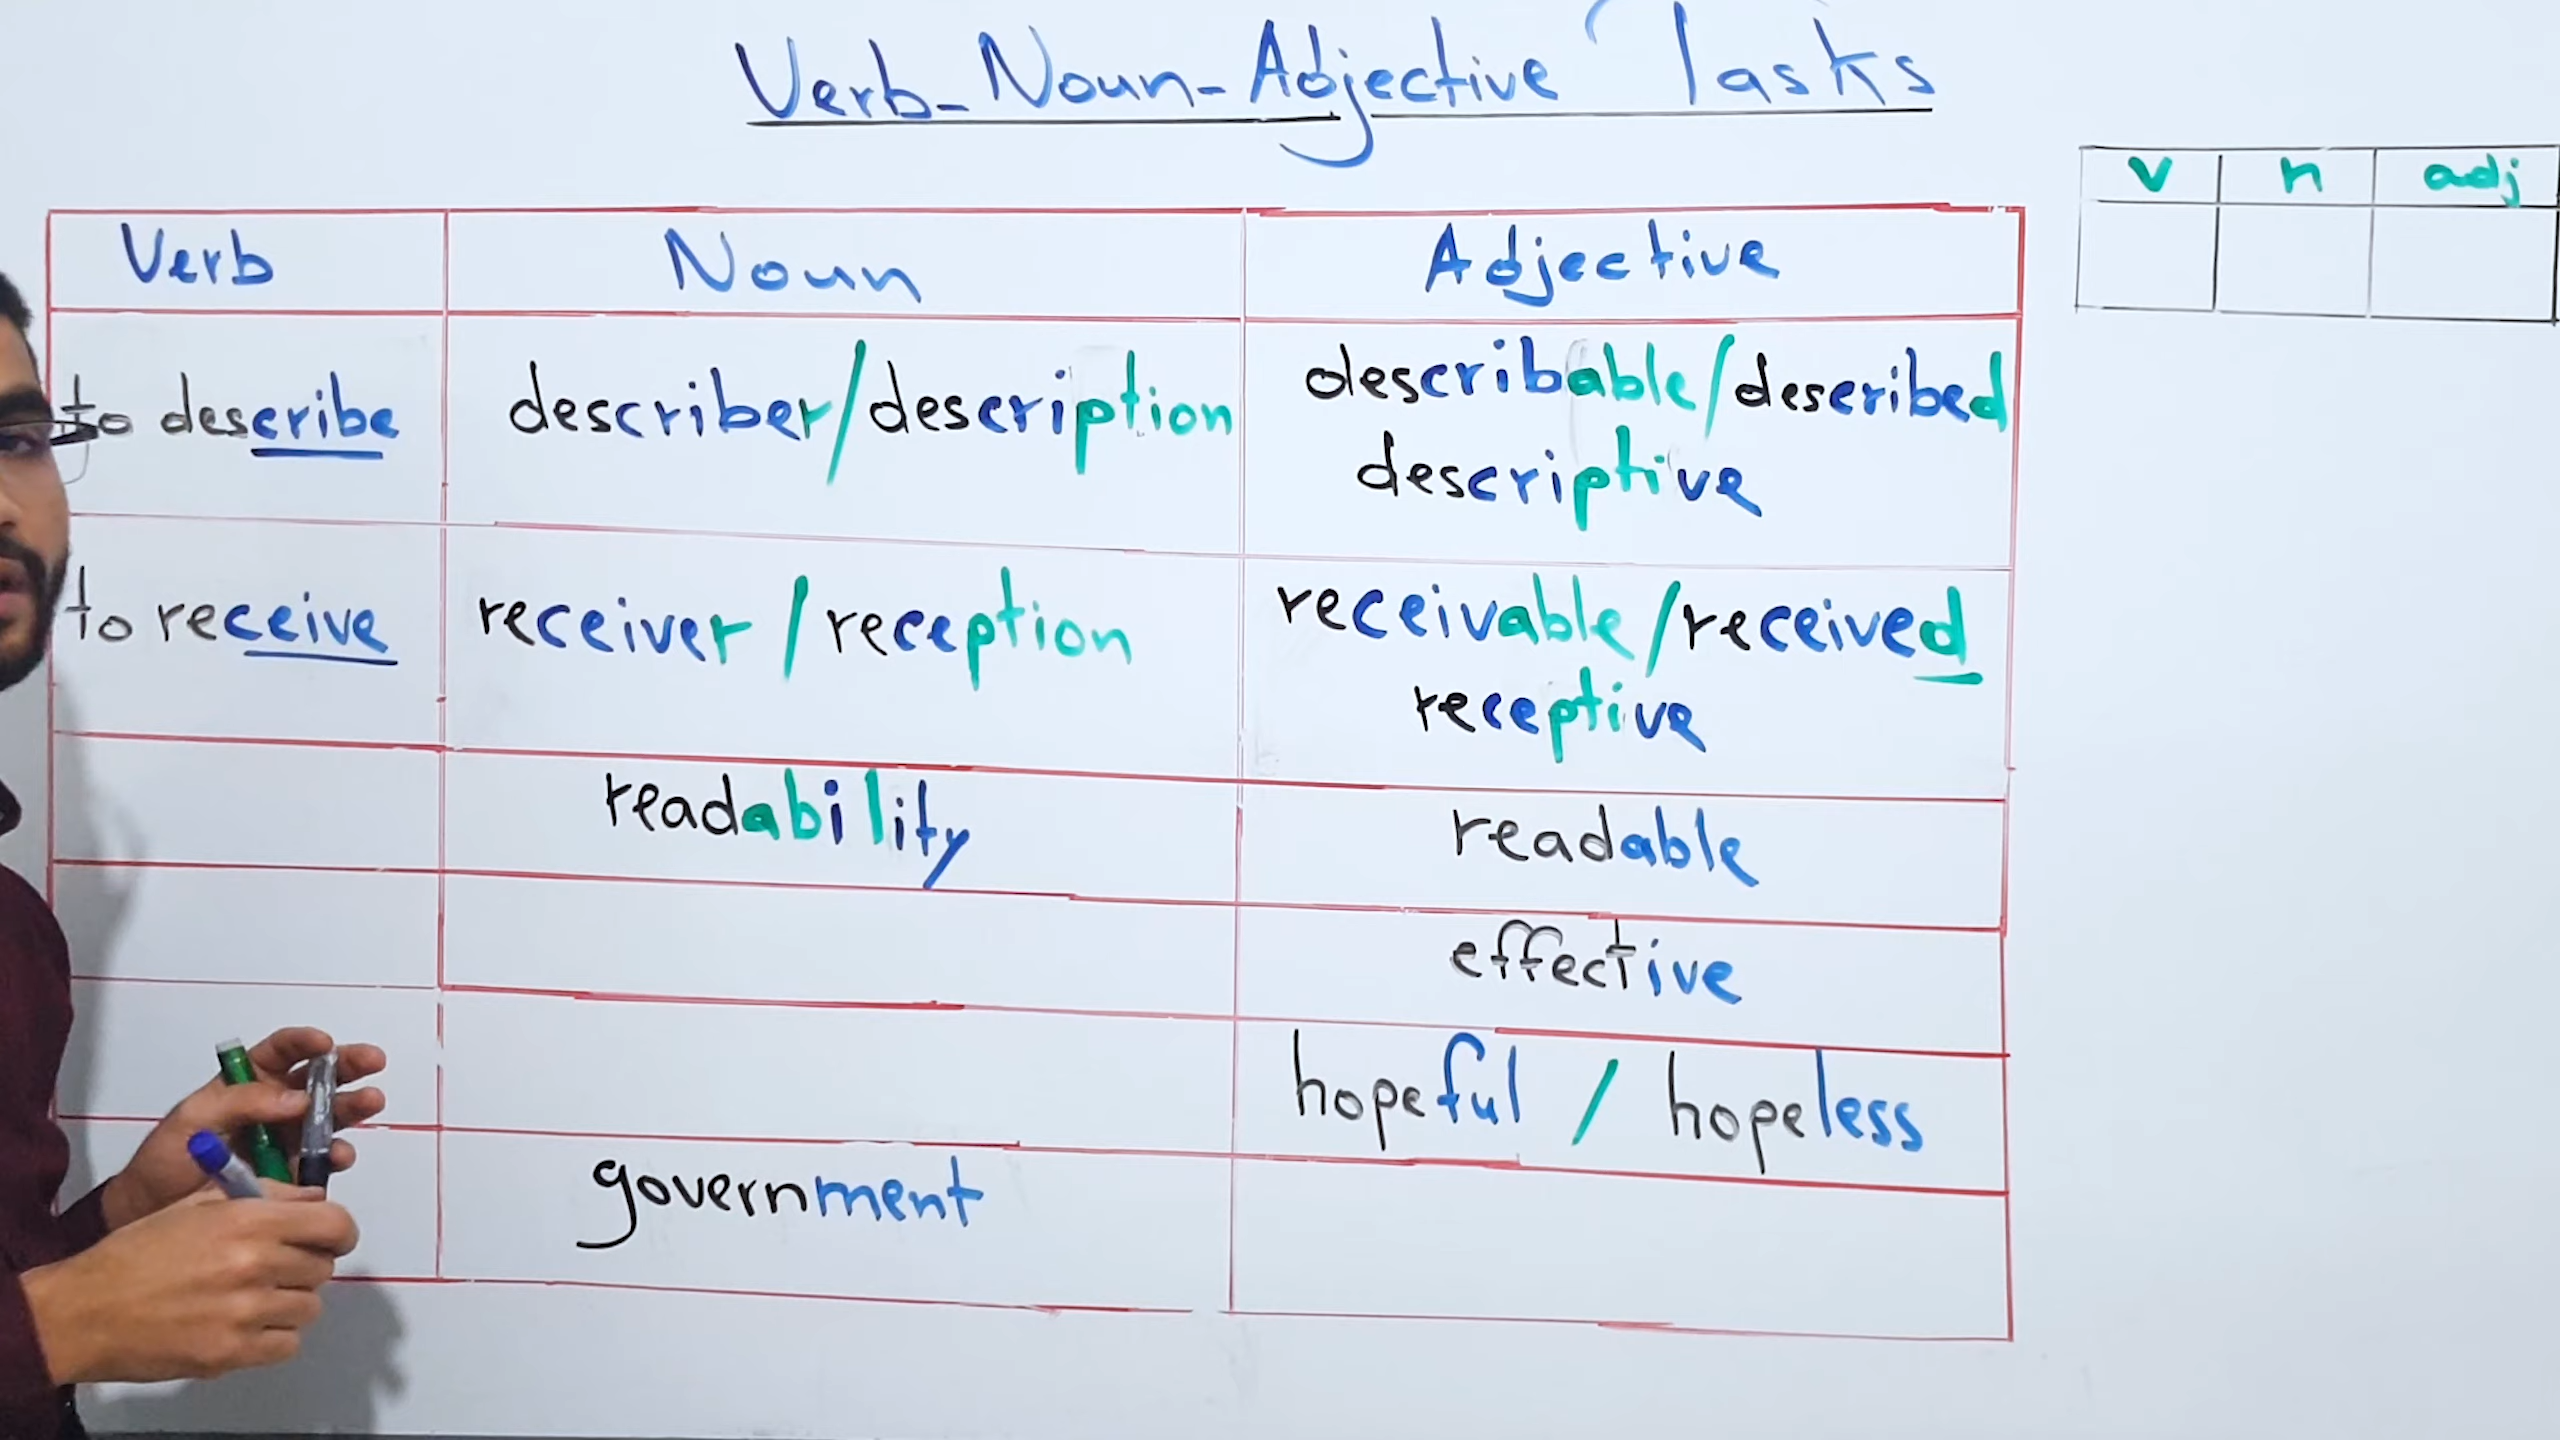 Verb-Noun-Adjective Tasks
v n adj
Verb Noun Adjective
to describe describer/description describable/described
descriptive
to receive receiver/reception receivable/received
receptive
readability readable
effective
hopeful / hopeless
government